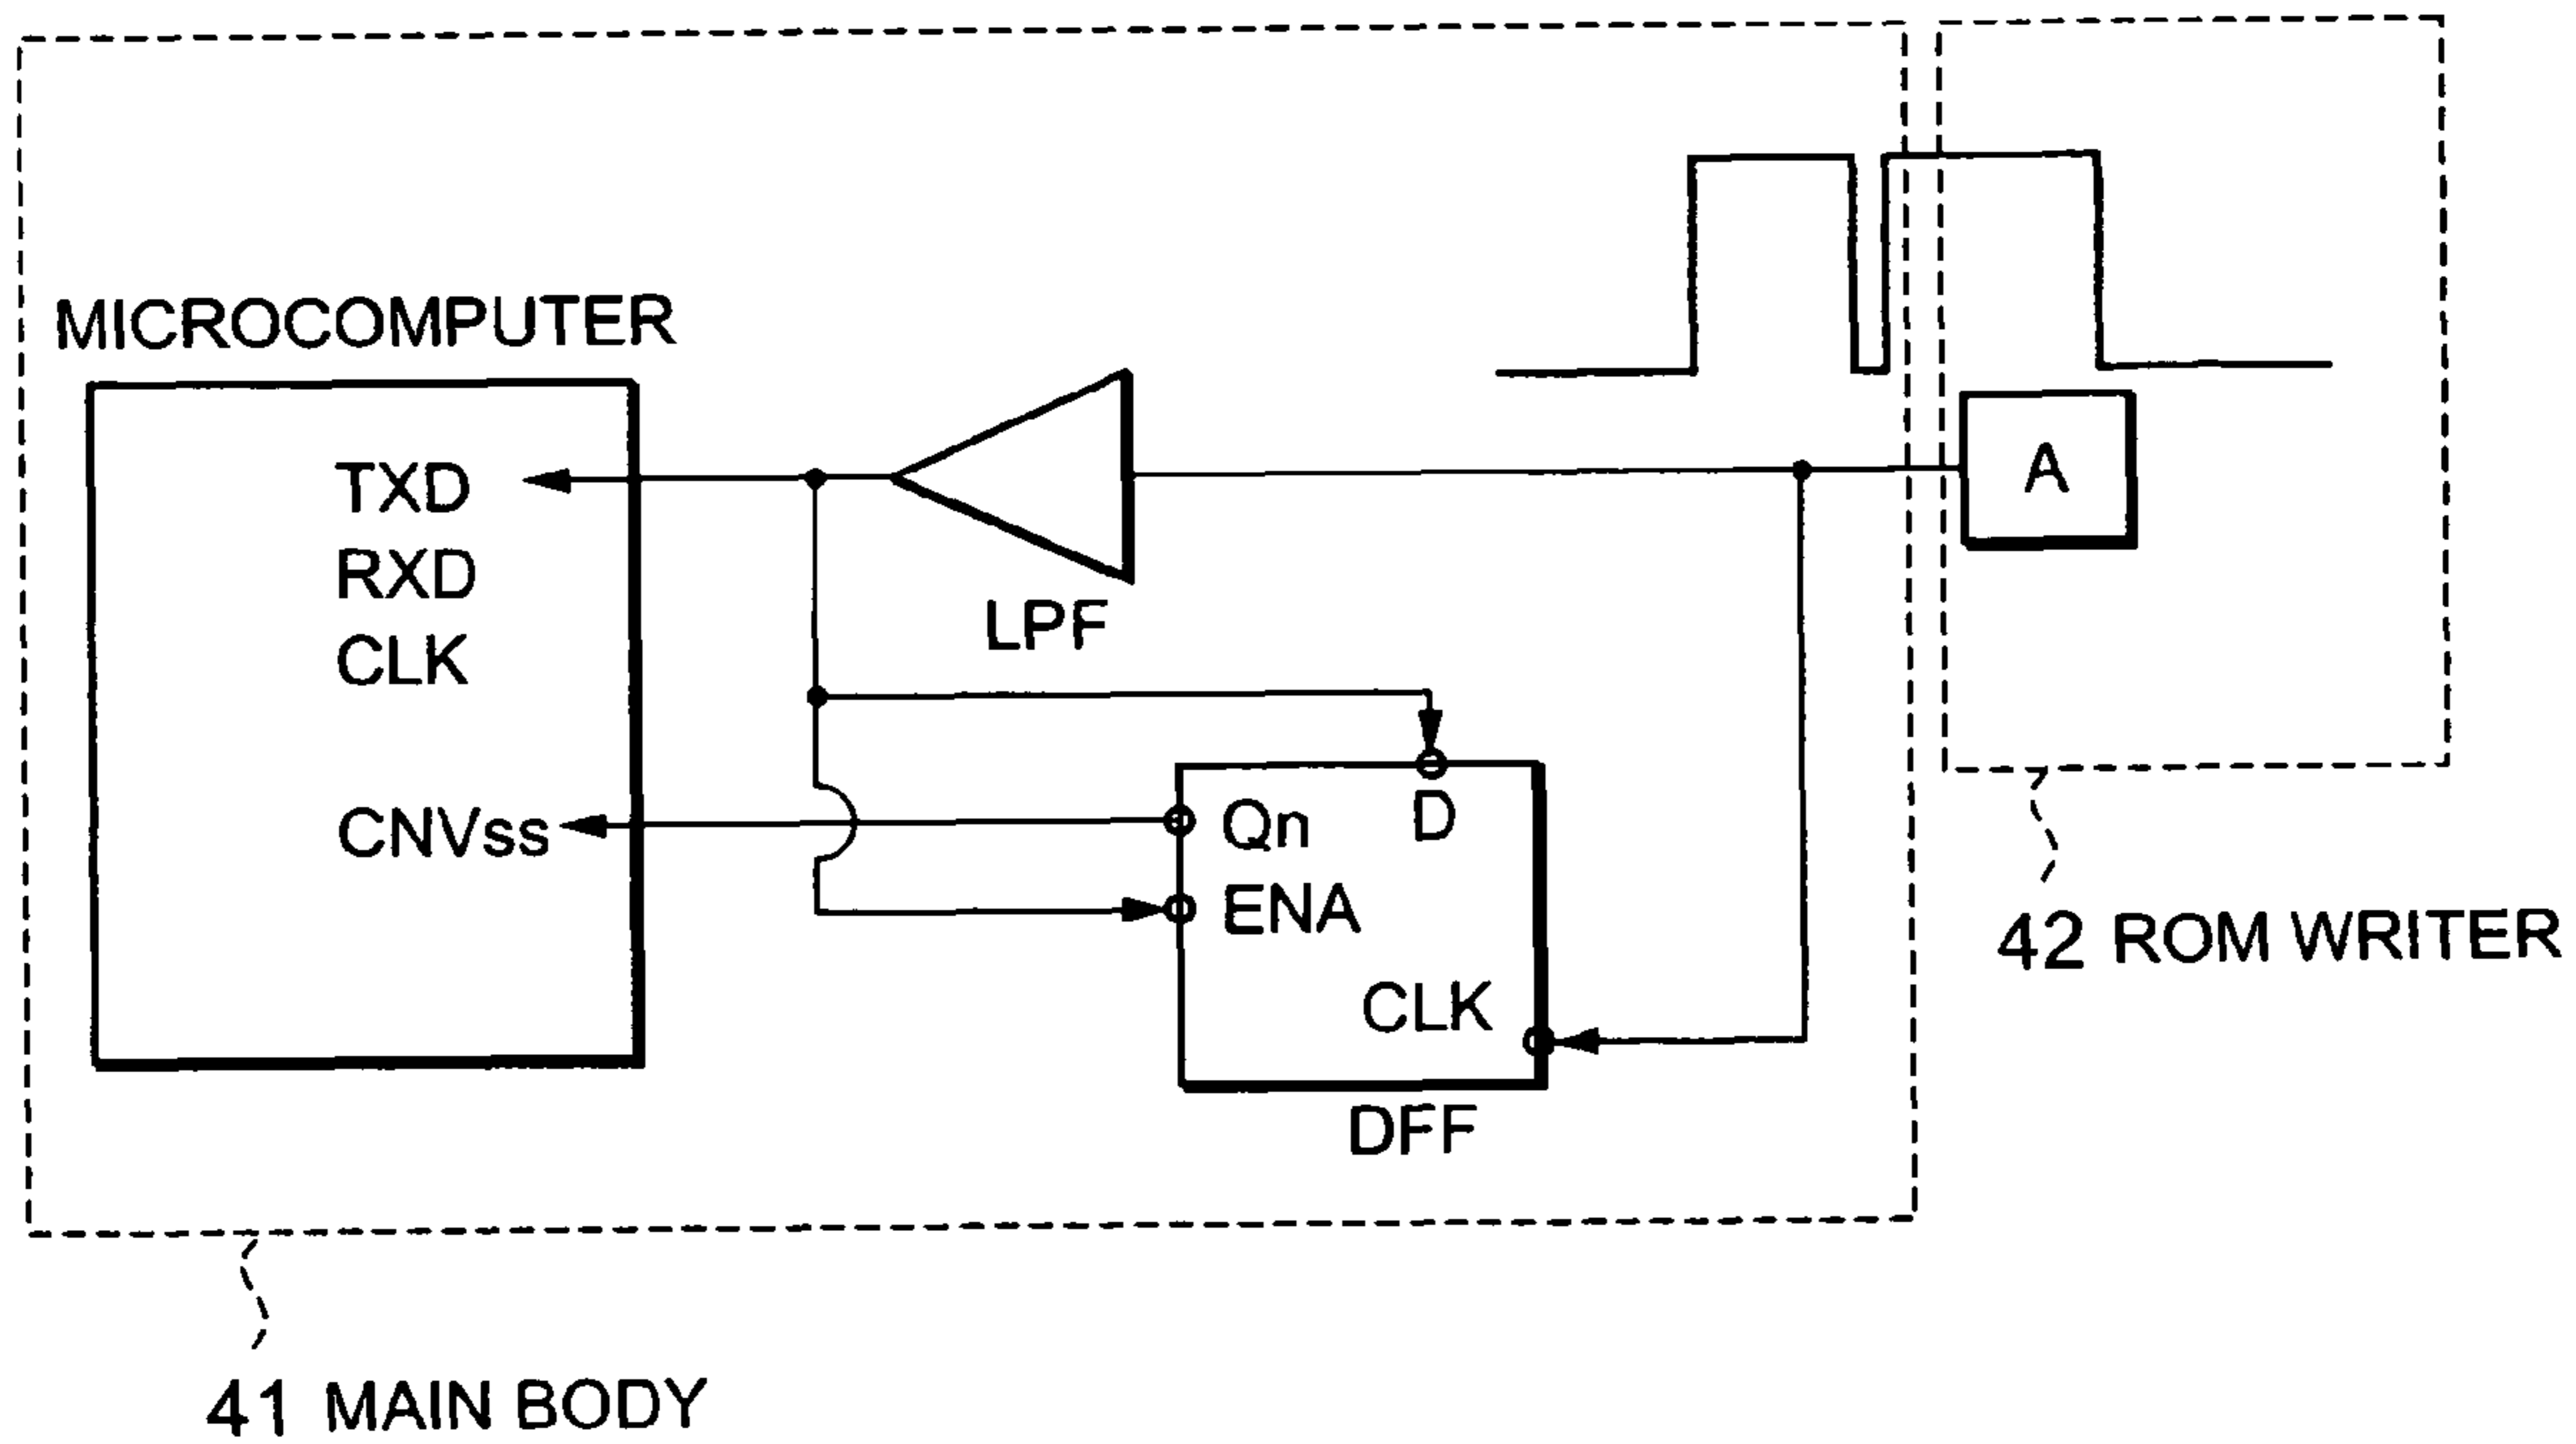 MICROCOMPUTER
TXD
RXD
CLK
CNVss
LPF
A
Qn
D
ENA
CLK
DFF
42 ROM WRITER
41 MAIN BODY